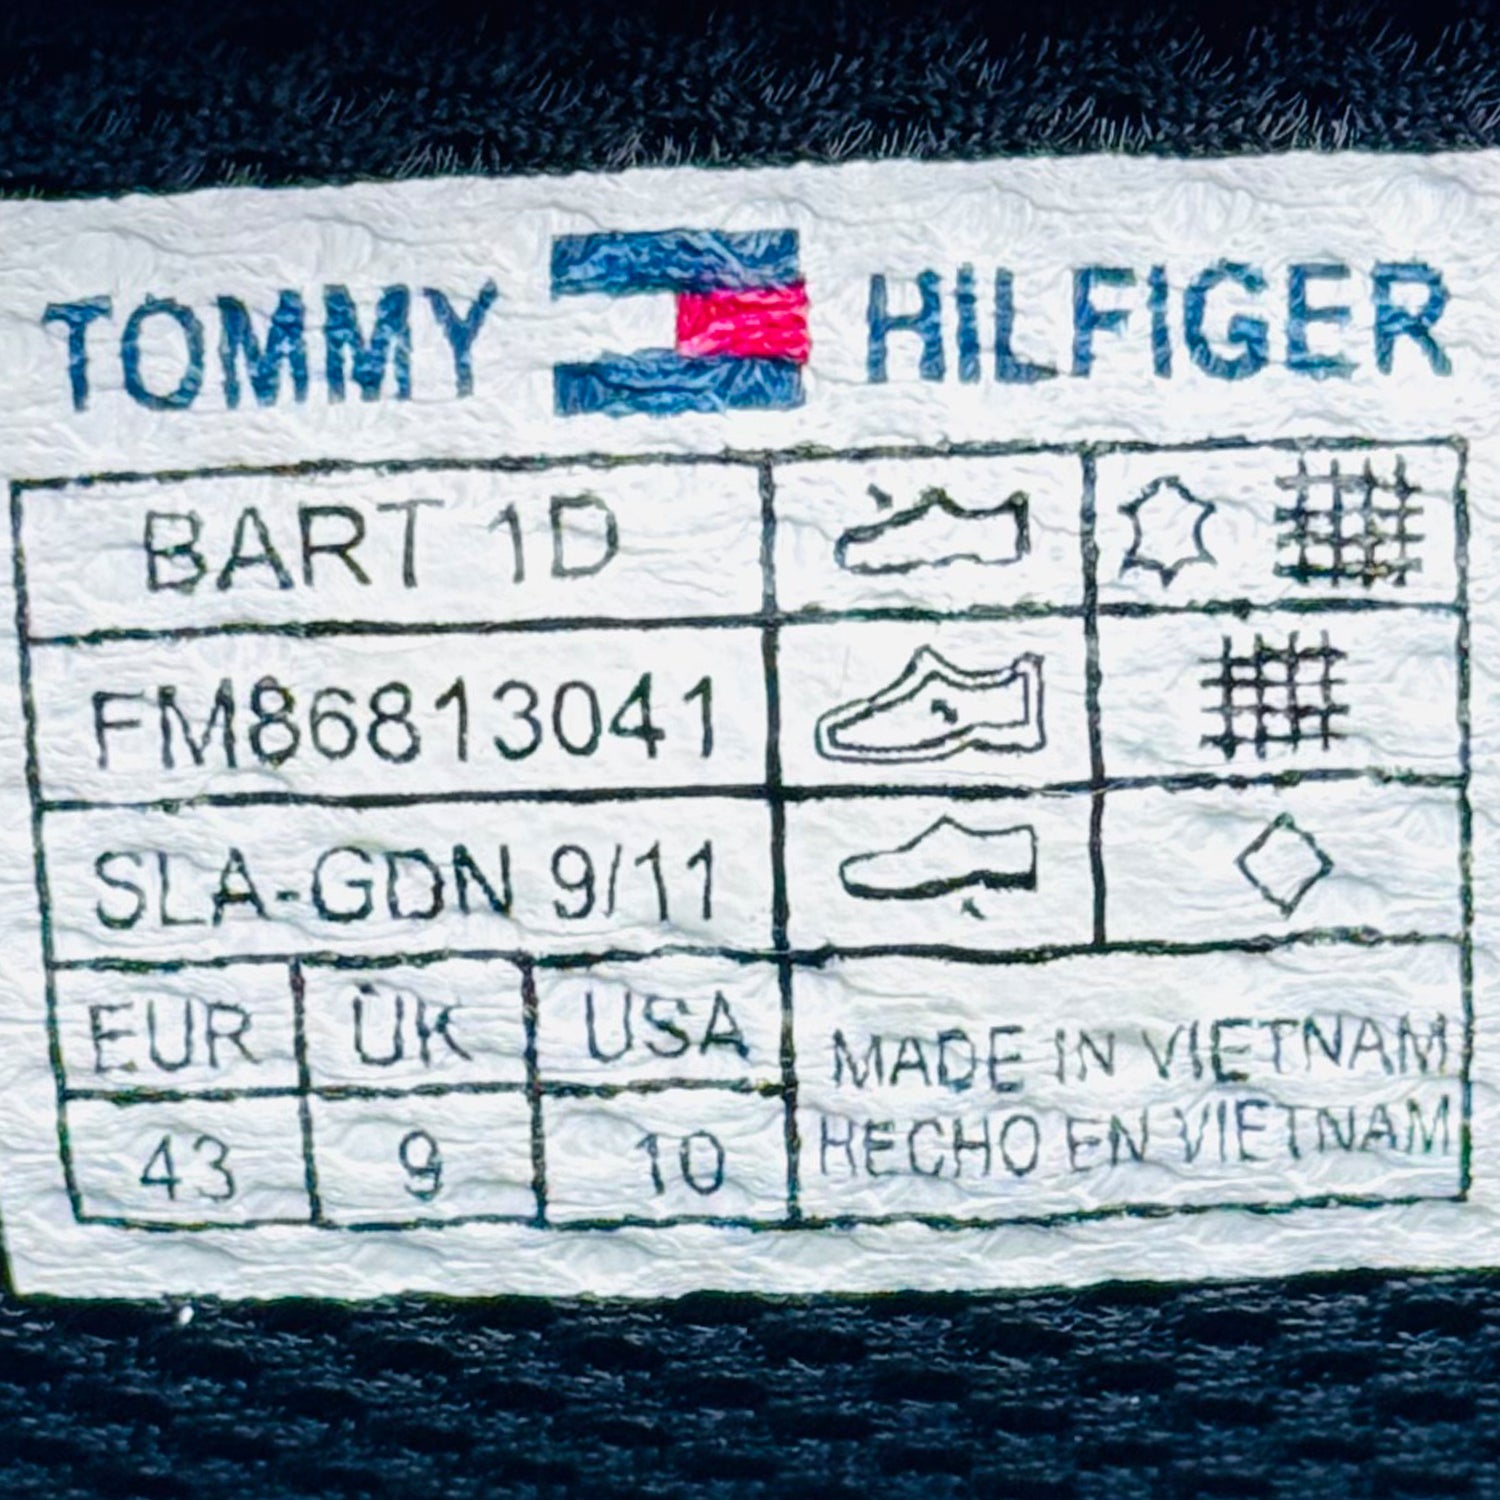 TOMMY HILFIGER
BART 1D
FM86813041
SLA-GDN 9/11
EUR UK USA
43 9 10
MADE IN VIETNAM
HECHO EN VIETNAM